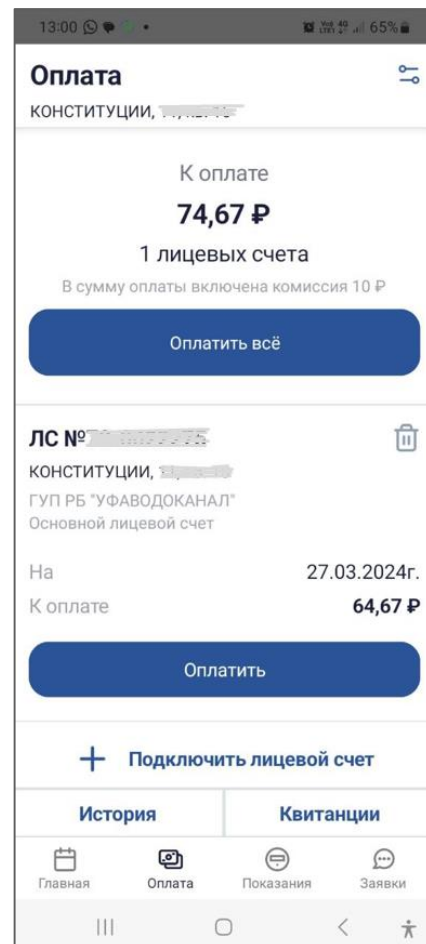 13:00
65%
Оплата
КОНСТИТУЦИИ,
К оплате
74,67 ₽
1 лицевых счета
В сумму оплаты включена комиссия 10 ₽
Оплатить всё
ЛС №
КОНСТИТУЦИИ,
ГУП РБ "УФАВОДОКАНАЛ"
Основной лицевой счет
На 27.03.2024г.
К оплате 64,67 ₽
Оплатить
+ Подключить лицевой счет
История Квитанции
Главная Оплата Показания Заявки